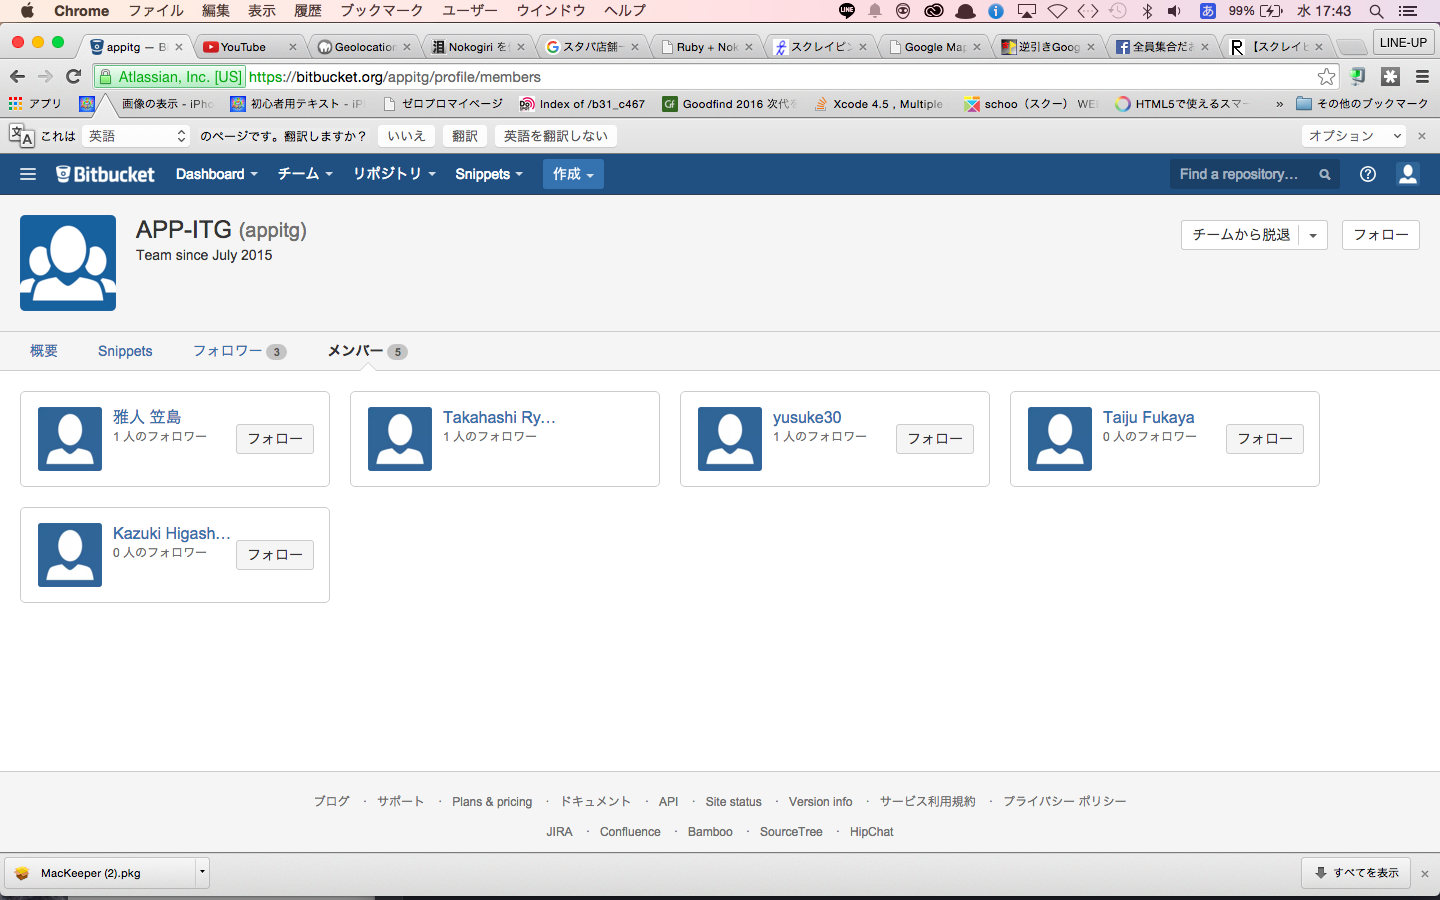 Chrome ファイル 編集 表示 履歴 ブックマーク ユーザー ウインドウ ヘルプ LINE 99% 水 17:43
appitg — B YouTube Geolocation Nokogiri を スタバ店舗一 Ruby + Nok スクレイピン Google Map 逆引きGoog 全員集合だよ 【スクレイピ LINE-UP
Atlassian, Inc. [US] https://bitbucket.org/appitg/profile/members
アプリ 画像の表示 - iPho 初心者用テキスト - iP ゼロプロマイページ Index of /b31_c467 Goodfind 2016 次代を Xcode 4.5 , Multiple schoo（スクー） WE HTML5で使えるスマー » その他のブックマーク
これは 英語 のページです。翻訳しますか？ いいえ 翻訳 英語を翻訳しない オプション
Bitbucket Dashboard チーム リポジトリ Snippets 作成 Find a repository...
APP-ITG (appitg)
Team since July 2015
チームから脱退 フォロー
概要 Snippets フォロワー 3 メンバー 5
雅人 笠島
1 人のフォロワー
フォロー
Takahashi Ry...
1 人のフォロワー
yusuke30
1 人のフォロワー
フォロー
Taiju Fukaya
0 人のフォロワー
フォロー
Kazuki Higash...
0 人のフォロワー
フォロー
ブログ · サポート · Plans & pricing · ドキュメント · API · Site status · Version info · サービス利用規約 · プライバシー ポリシー
JIRA · Confluence · Bamboo · SourceTree · HipChat
MacKeeper (2).pkg すべてを表示